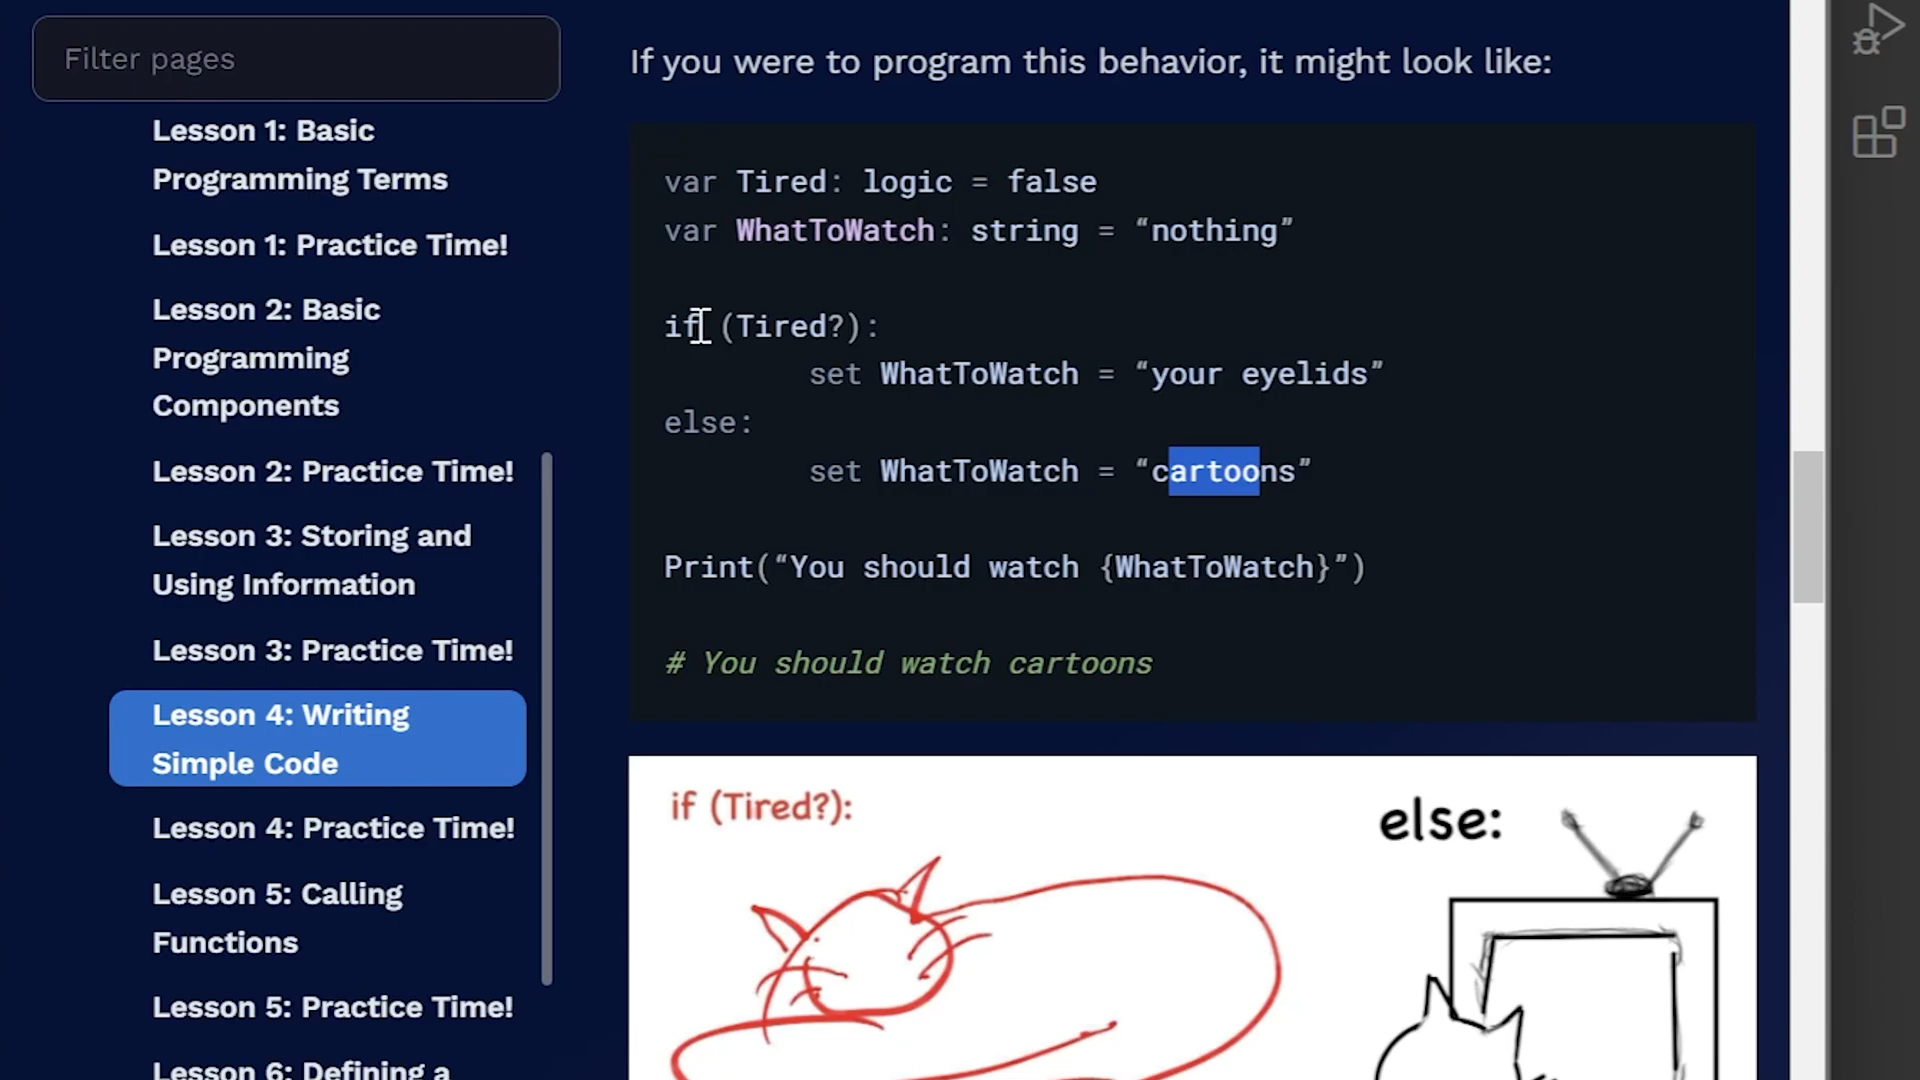 Filter pages
Lesson 1: Basic
Programming Terms
Lesson 1: Practice Time!
Lesson 2: Basic
Programming
Components
Lesson 2: Practice Time!
Lesson 3: Storing and
Using Information
Lesson 3: Practice Time!
Lesson 4: Writing
Simple Code
Lesson 4: Practice Time!
Lesson 5: Calling
Functions
Lesson 5: Practice Time!
Lesson 6: Defining a
If you were to program this behavior, it might look like:
var Tired: logic = false
var WhatToWatch: string = “nothing”
if (Tired?):
set WhatToWatch = “your eyelids”
else:
set WhatToWatch = “cartoons”
Print(“You should watch {WhatToWatch}”)
# You should watch cartoons
if (Tired?):
else: